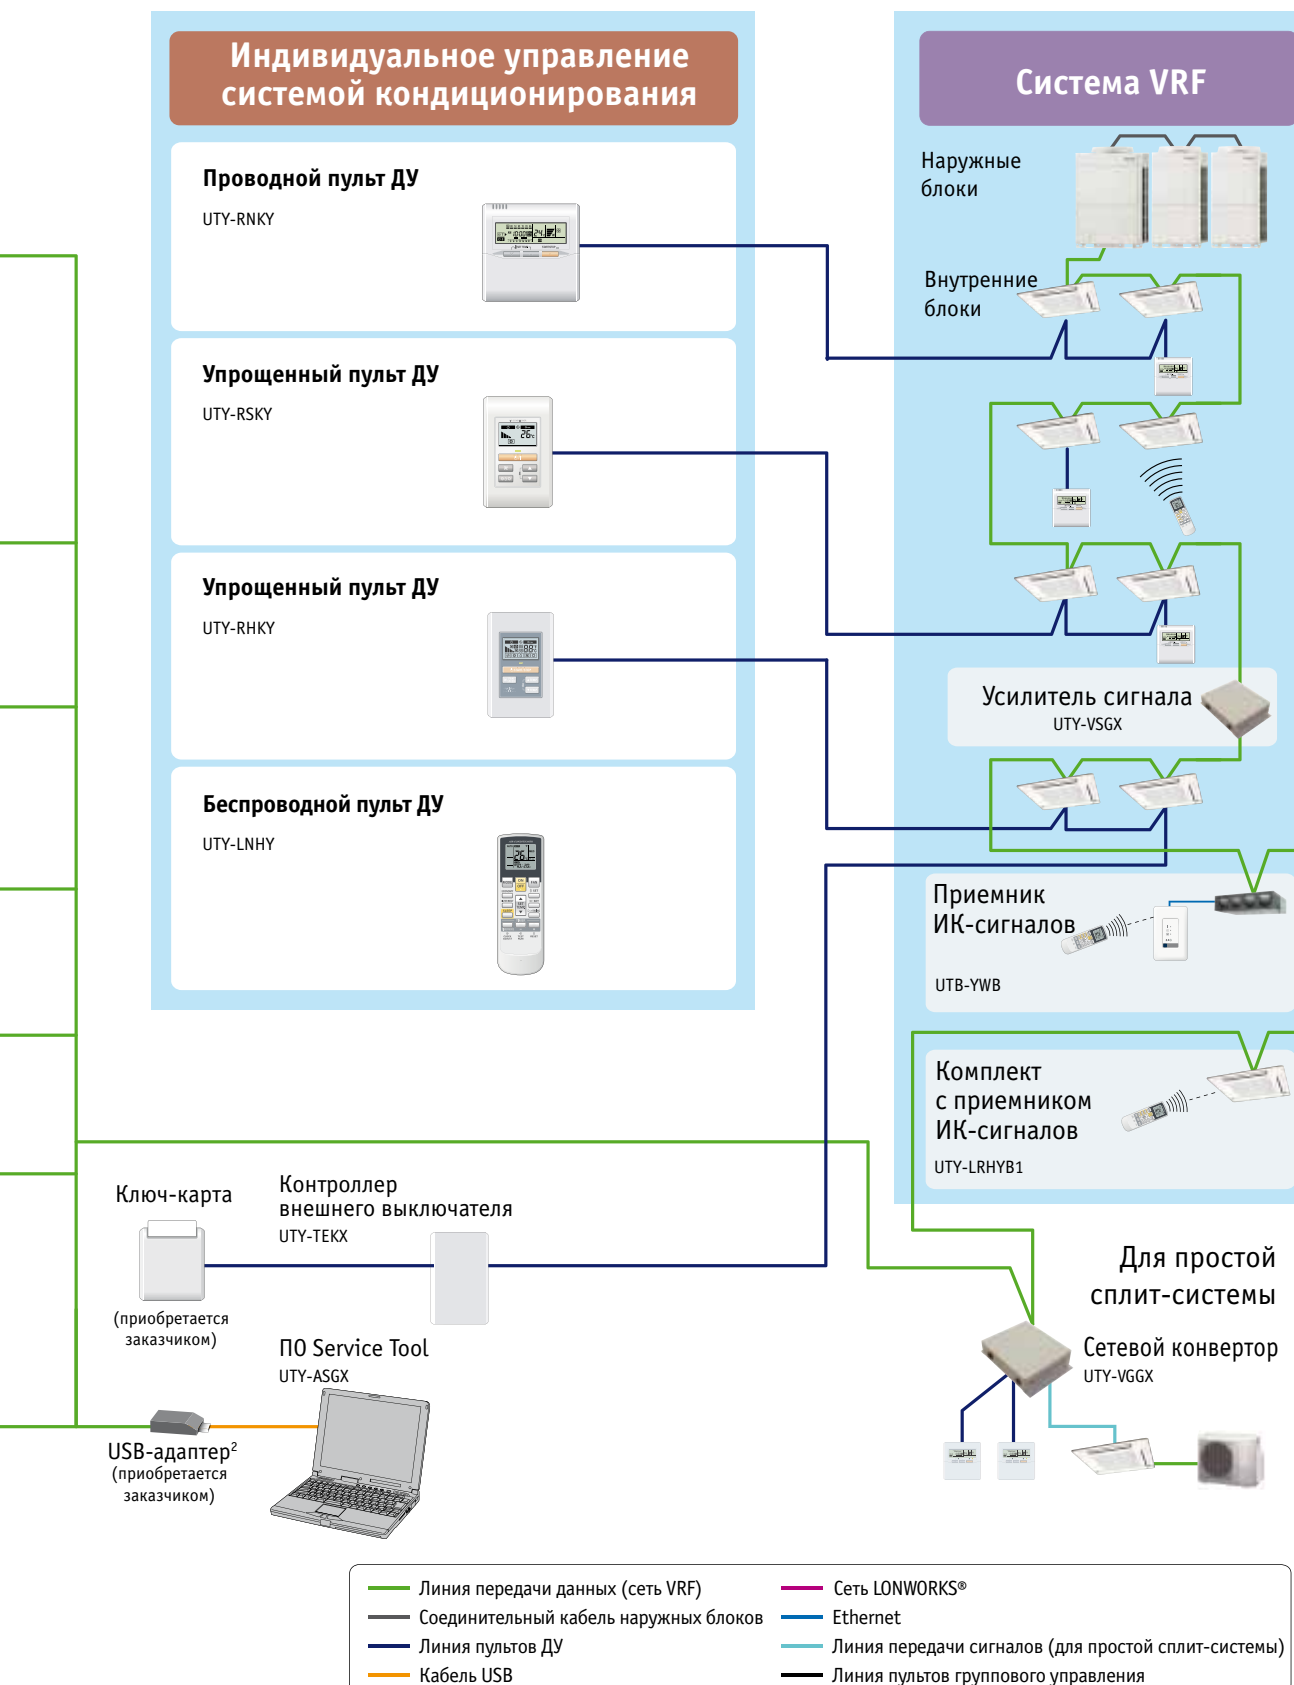 Индивидуальное управление
системой кондиционирования
Проводной пульт ДУ
UTY-RNKY
Упрощенный пульт ДУ
UTY-RSKY
Упрощенный пульт ДУ
UTY-RHKY
Беспроводной пульт ДУ
UTY-LNHY
Система VRF
Наружные
блоки
Внутренние
блоки
Усилитель сигнала
UTY-VSGX
Приемник
ИК-сигналов
UTB-YWB
Комплект
с приемником
ИК-сигналов
UTY-LRHYB1
Ключ-карта
(приобретается
заказчиком)
Контроллер
внешнего выключателя
UTY-TEKX
ПО Service Tool
UTY-ASGX
USB-адаптер2
(приобретается
заказчиком)
Для простой
сплит-системы
Сетевой конвертор
UTY-VGGX
Линия передачи данных (сеть VRF)
Соединительный кабель наружных блоков
Линия пультов ДУ
Кабель USB
Сеть LONWORKS®
Ethernet
Линия передачи сигналов (для простой сплит-системы)
Линия пультов группового управления